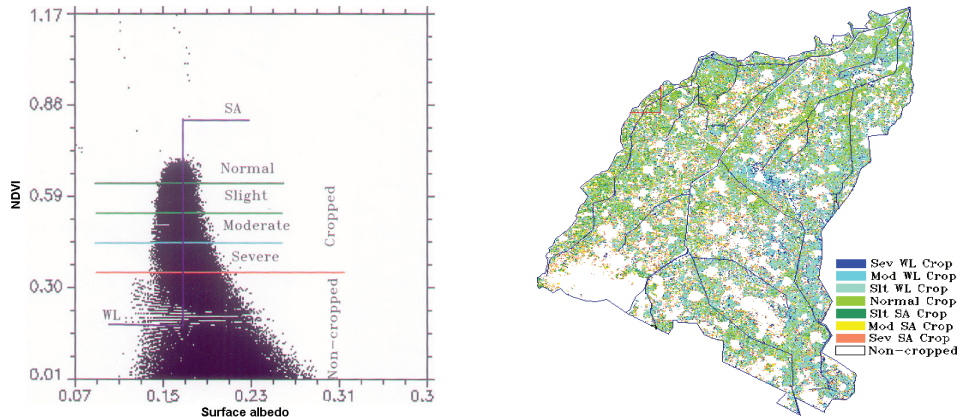 1.17
0.88
0.59
0.30
0.01
NDVI
SA
Normal
Slight
Moderate
Severe
WL
Cropped
Non-cropped
0.07 0.15 0.23 0.31 0.3
Surface albedo
Sev WL Crop
Mod WL Crop
Slt WL Crop
Normal Crop
Slt SA Crop
Mod SA Crop
Sev SA Crop
Non-cropped